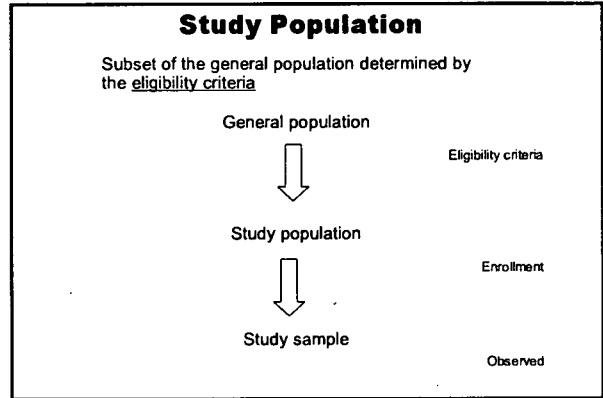 Study Population
Subset of the general population determined by
the eligibility criteria
General population
Eligibility criteria
Study population
Enrollment
Study sample
Observed